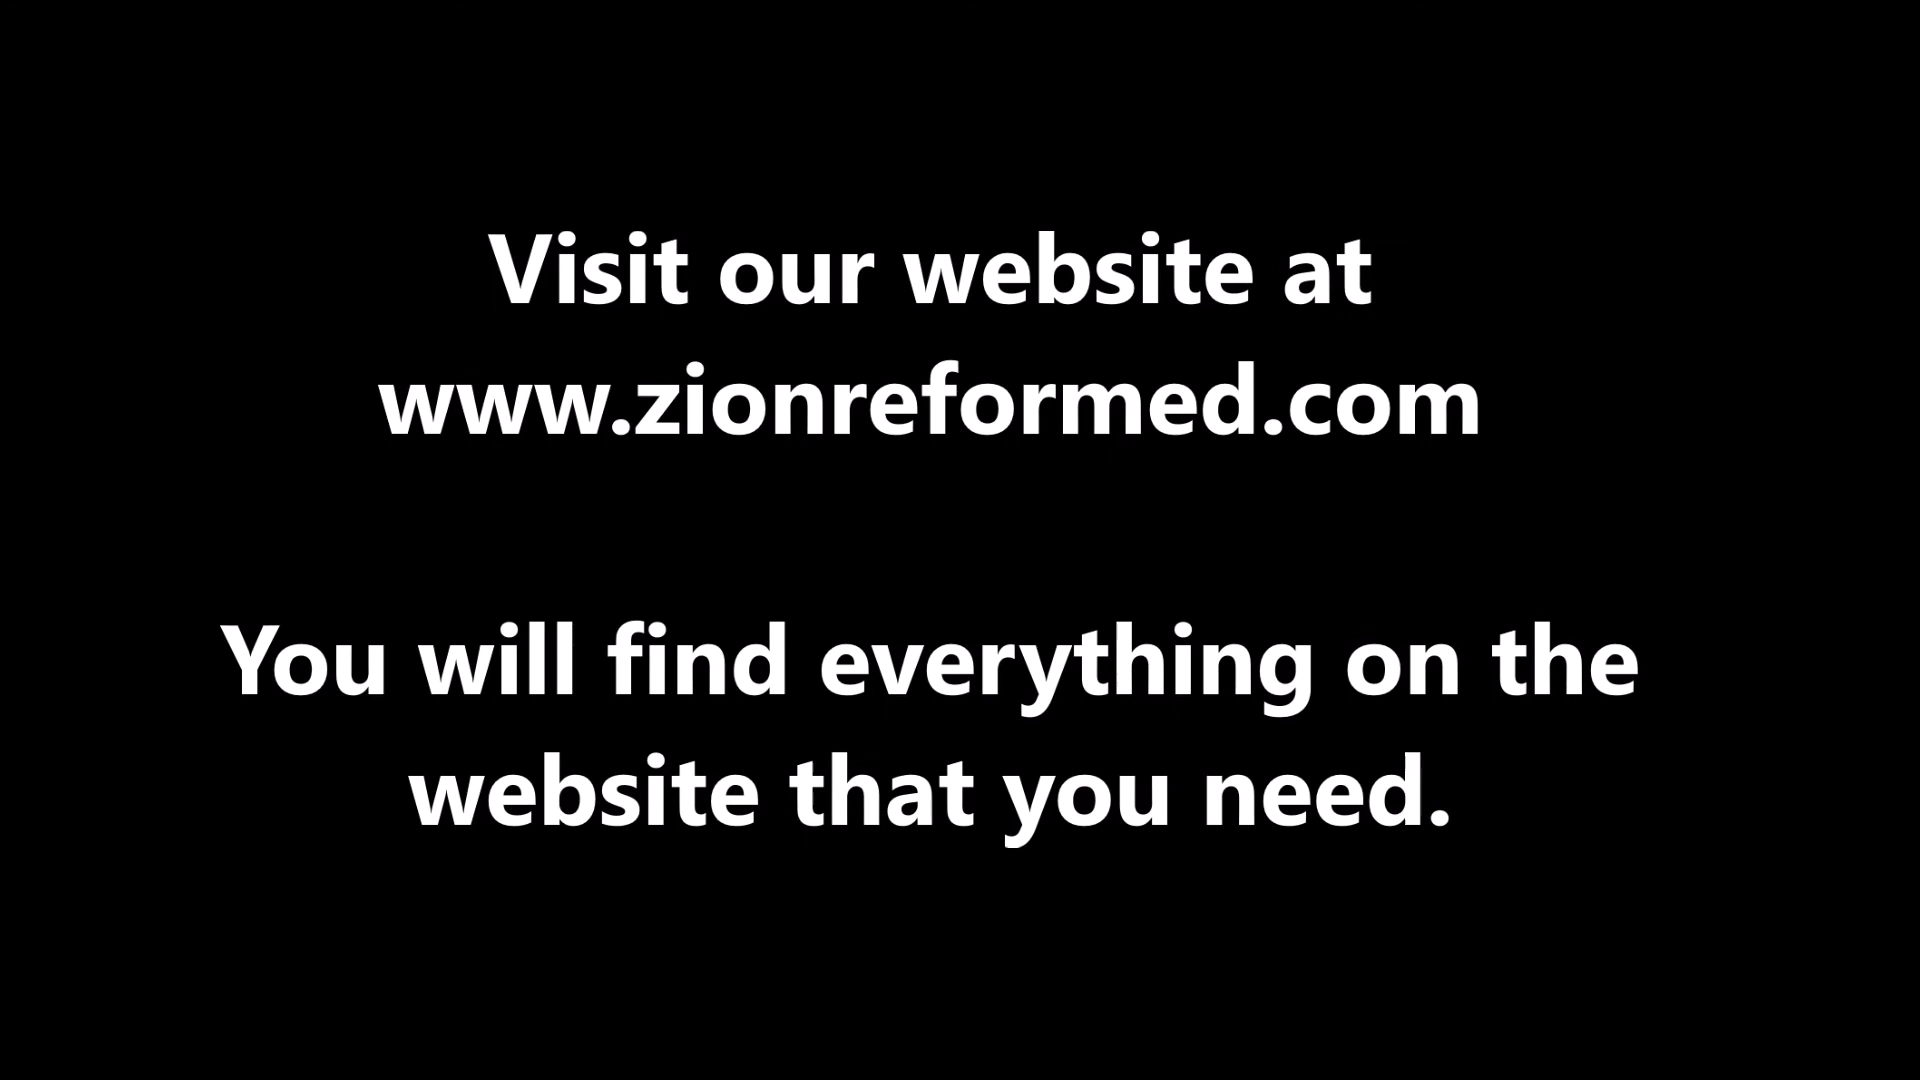 Visit our website at
www.zionreformed.com
You will find everything on the
website that you need.